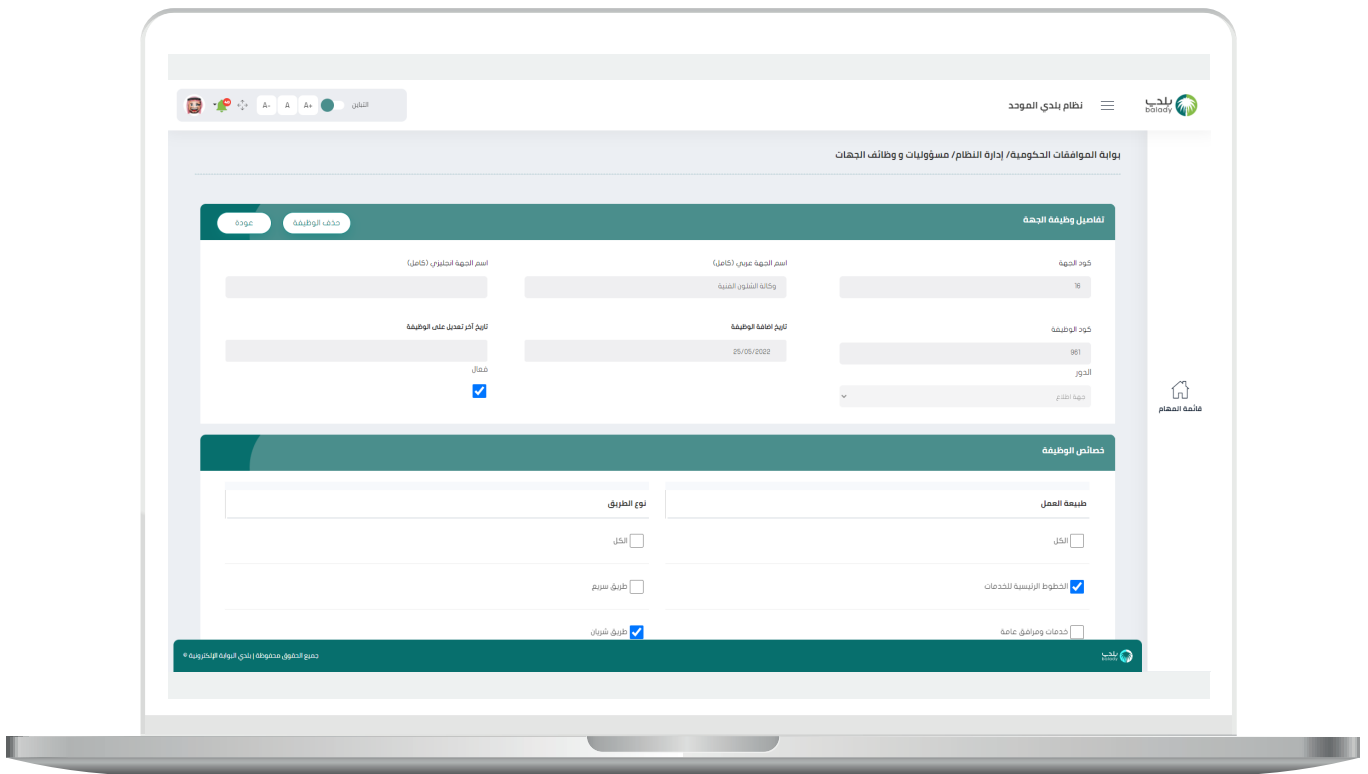 بلدي
balady
نظام بلدي الموحد
التباين
A+
A
A-
بوابة الموافقات الحكومية/ إدارة النظام/ مسؤوليات و وظائف الجهات
تفاصيل وظيفة الجهة
حذف الوظيفة
عودة
كود الجهة
اسم الجهة عربي (كامل)
اسم الجهة انجليزي (كامل)
16
وكالة الشئون الفنية
كود الوظيفة
تاريخ اضافة الوظيفة
تاريخ آخر تعديل على الوظيفة
961
25/05/2022
الدور
فعال
جهة اطلاع
قائمة المهام
خصائص الوظيفة
طبيعة العمل
نوع الطريق
الكل
الكل
الخطوط الرئيسية للخدمات
طريق سريع
خدمات ومرافق عامة
طريق شريان
بلدي
balady
جميع الحقوق محفوظة | بلدي البوابة الإلكترونية ©